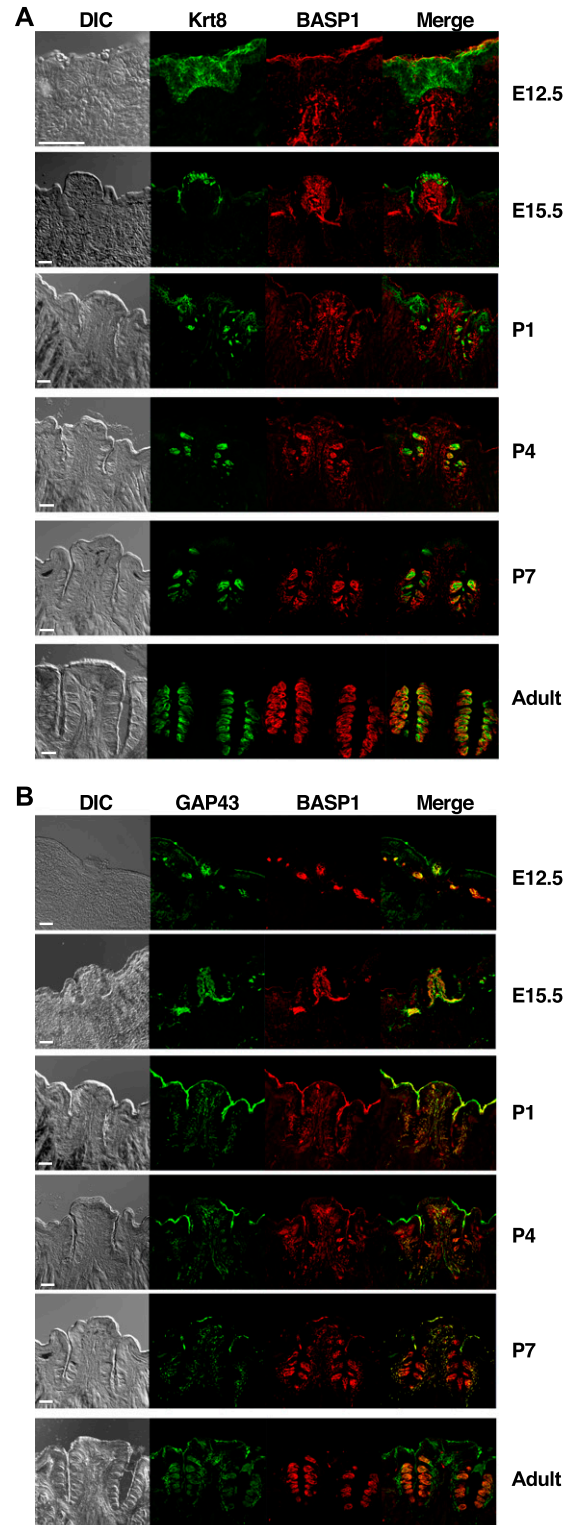 A
DIC Krt8 BASP1 Merge
E12.5
E15.5
P1
P4
P7
Adult
B
DIC GAP43 BASP1 Merge
E12.5
E15.5
P1
P4
P7
Adult